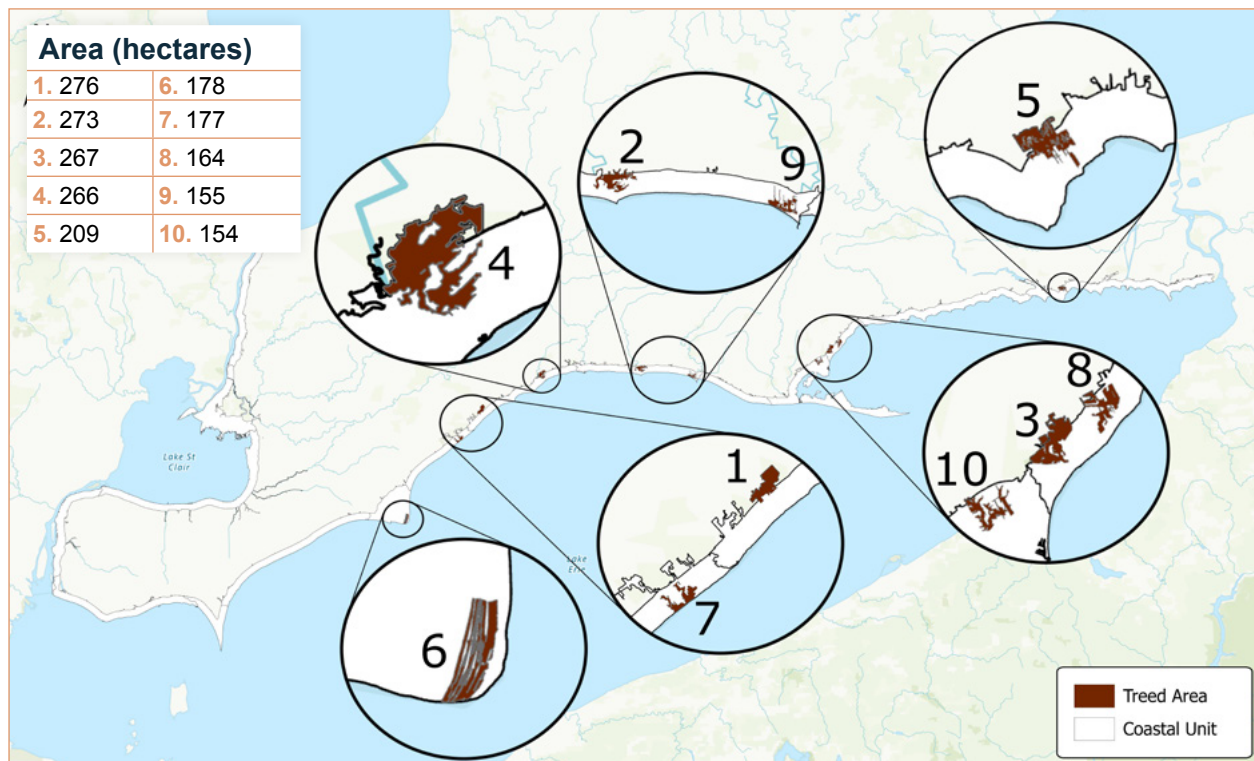 Area (hectares)
1. 276 6. 178
2. 273 7. 177
3. 267 8. 164
4. 266 9. 155
5. 209 10. 154
2
9
5
4
8
3
10
1
7
6
Lake St
Clair
Lake
Erie
Treed Area
Coastal Unit